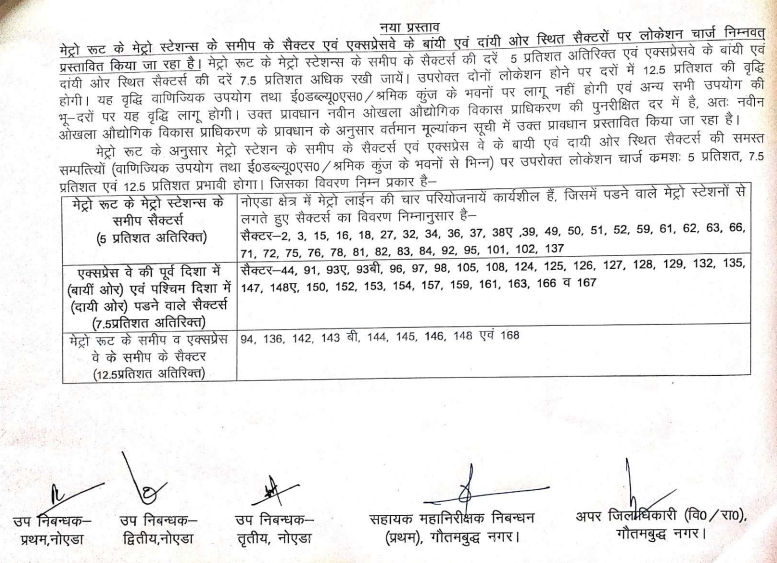 नया प्रस्ताव
मेट्रो रूट के मेट्रो स्टेशन्स के समीप के सैक्टर एवं एक्सप्रेसवे के बांयी एवं दांयी ओर स्थित सैक्टरों पर लोकेशन चार्ज निम्नवत्
प्रस्तावित किया जा रहा है। मेट्रो रूट के मेट्रो स्टेशन्स के समीप के सैक्टर की दरें 5 प्रतिशत अतिरिक्त एवं एक्सप्रेसवे के बांयी एवं
दांयी ओर स्थित सैक्टर्स की दरें 7.5 प्रतिशत अधिक रखी जायें। उपरोक्त दोनों लोकेशन होने पर दरों में 12.5 प्रतिशत की वृद्धि
होगी। यह वृद्धि वाणिज्यिक उपयोग तथा ई0डब्ल्यू0एस0/श्रमिक कुंज के भवनों पर लागू नहीं होगी एवं अन्य सभी उपयोग की
भू–दरों पर यह वृद्धि लागू होगी। उक्त प्राविधान नवीन ओखला औद्योगिक विकास प्राधिकरण की पुनरीक्षित दर में है, अतः नवीन
ओखला औद्योगिक विकास प्राधिकरण के प्रावधान के अनुसार वर्तमान मूल्यांकन सूची में उक्त प्रावधान प्रस्तावित किया जा रहा है।
मेट्रो रूट के अनुसार मेट्रो स्टेशन के समीप के सैक्टर्स एवं एक्सप्रेस वे के बायी एवं दायी ओर स्थित सैक्टर्स की समस्त
सम्पत्तियों (वाणिज्यिक उपयोग तथा ई0डब्ल्यू0एस0/श्रमिक कुंज के भवनों से भिन्न) पर उपरोक्त लोकेशन चार्ज कमशः 5 प्रतिशत, 7.5
प्रतिशत एवं 12.5 प्रतिशत प्रभावी होगा। जिसका विवरण निम्न प्रकार है–
मेट्रो रूट के मेट्रो स्टेशन्स के
समीप सैक्टर्स
(5 प्रतिशत अतिरिक्त)
नोएडा क्षेत्र में मेट्रो लाईन की चार परियोजनायें कार्यशील हैं, जिसमें पडने वाले मेट्रो स्टेशनों से
लगते हुए सैक्टर्स का विवरण निम्नानुसार है–
सैक्टर–2, 3, 15, 16, 18, 27, 32, 34, 36, 37, 38ए ,39, 49, 50, 51, 52, 59, 61, 62, 63, 66,
71, 72, 75, 76, 78, 81, 82, 83, 84, 92, 95, 101, 102, 137
एक्सप्रेस वे की पूर्व दिशा में
(बायीं ओर) एवं पश्चिम दिशा में
(दायी ओर) पडने वाले सैक्टर्स
(7.5प्रतिशत अतिरिक्त)
सैक्टर–44, 91, 93ए, 93बी, 96, 97, 98, 105, 108, 124, 125, 126, 127, 128, 129, 132, 135,
147, 148ए, 150, 152, 153, 154, 157, 159, 161, 163, 166 व 167
मेट्रो रूट के समीप व एक्सप्रेस
वे के समीप के सैक्टर
(12.5प्रतिशत अतिरिक्त)
94, 136, 142, 143 बी, 144, 145, 146, 148 एवं 168
उप निबन्धक–
प्रथम,नोएडा
उप निबन्धक–
द्वितीय,नोएडा
उप निबन्धक–
तृतीय, नोएडा
सहायक महानिरीक्षक निबन्धन
(प्रथम), गौतमबुद्ध नगर।
अपर जिलाधिकारी (वि0/रा0),
गौतमबुद्ध नगर।